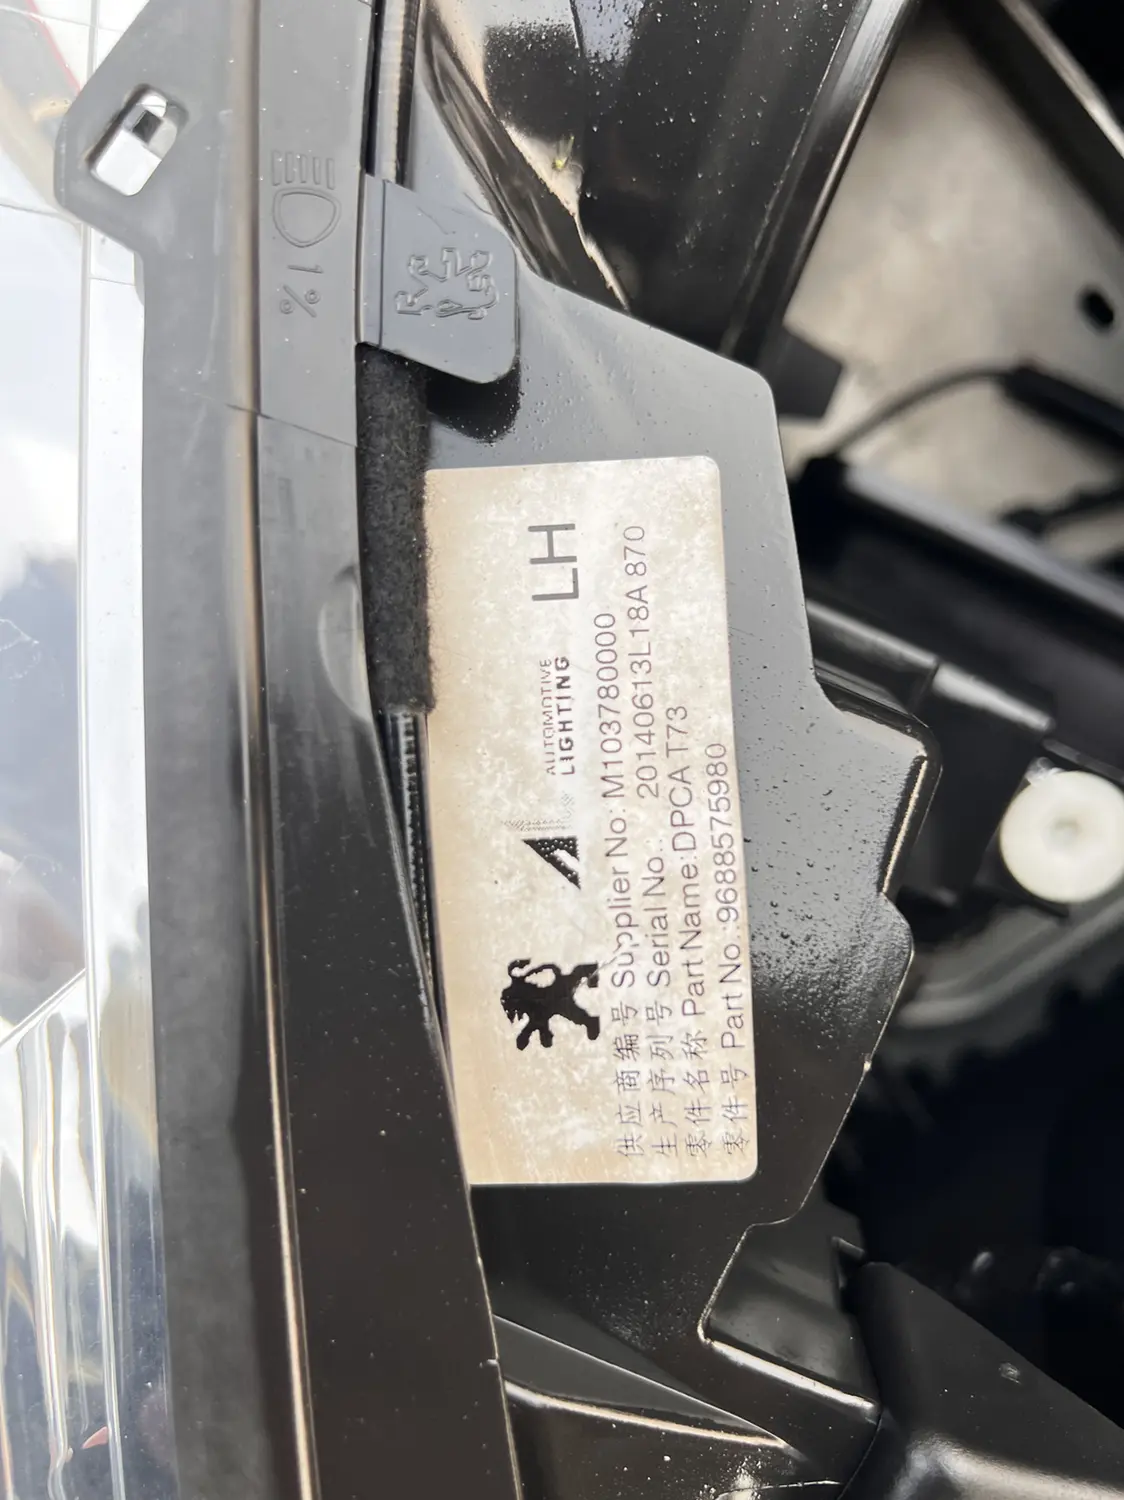 1%
AUTOMOTIVE
LIGHTING
LH
供应商编号 Supplier No: M1037800000
生产序列号 Serial No.: 20140613L18A 870
零件名称 Part Name:DPCA T73
零件号 Part No.:9688575980